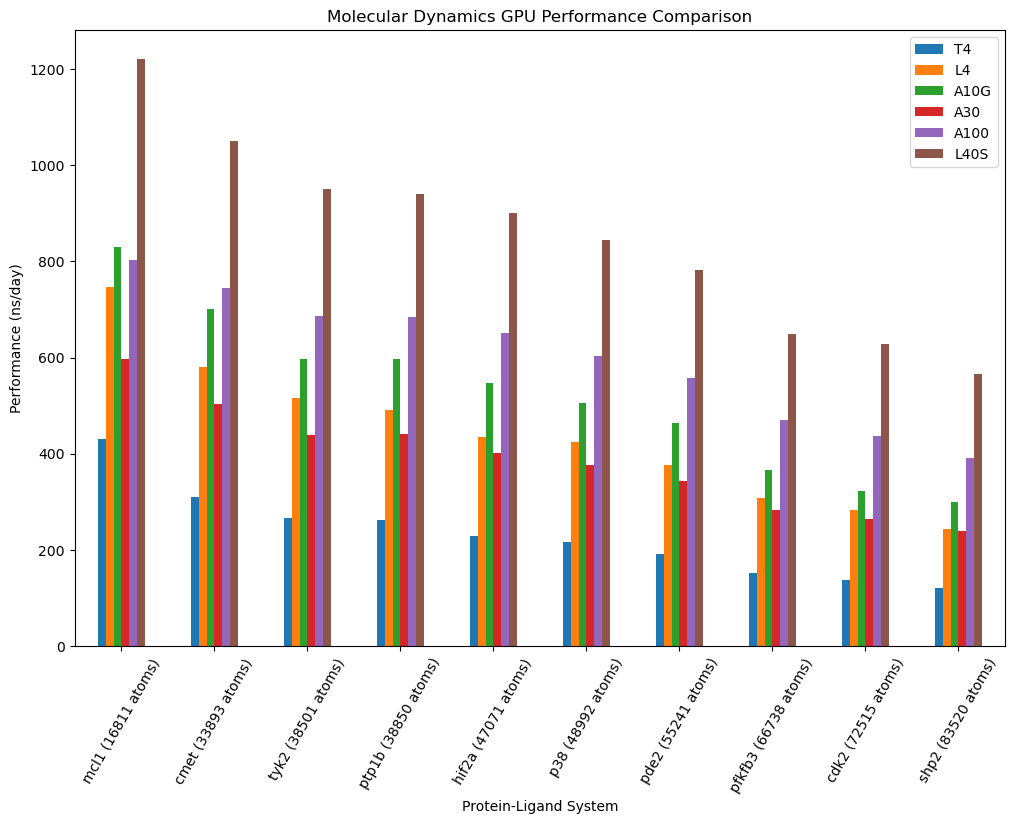 Molecular Dynamics GPU Performance Comparison
T4
L4
A10G
A30
A100
L40S
Performance (ns/day)
1200
1000
800
600
400
200
0
mcl1 (16811 atoms)
cmet (33893 atoms)
tyk2 (38501 atoms)
ptp1b (38850 atoms)
hif2a (47071 atoms)
p38 (48992 atoms)
pde2 (55241 atoms)
pfkfb3 (66738 atoms)
cdk2 (72515 atoms)
shp2 (83520 atoms)
Protein-Ligand System